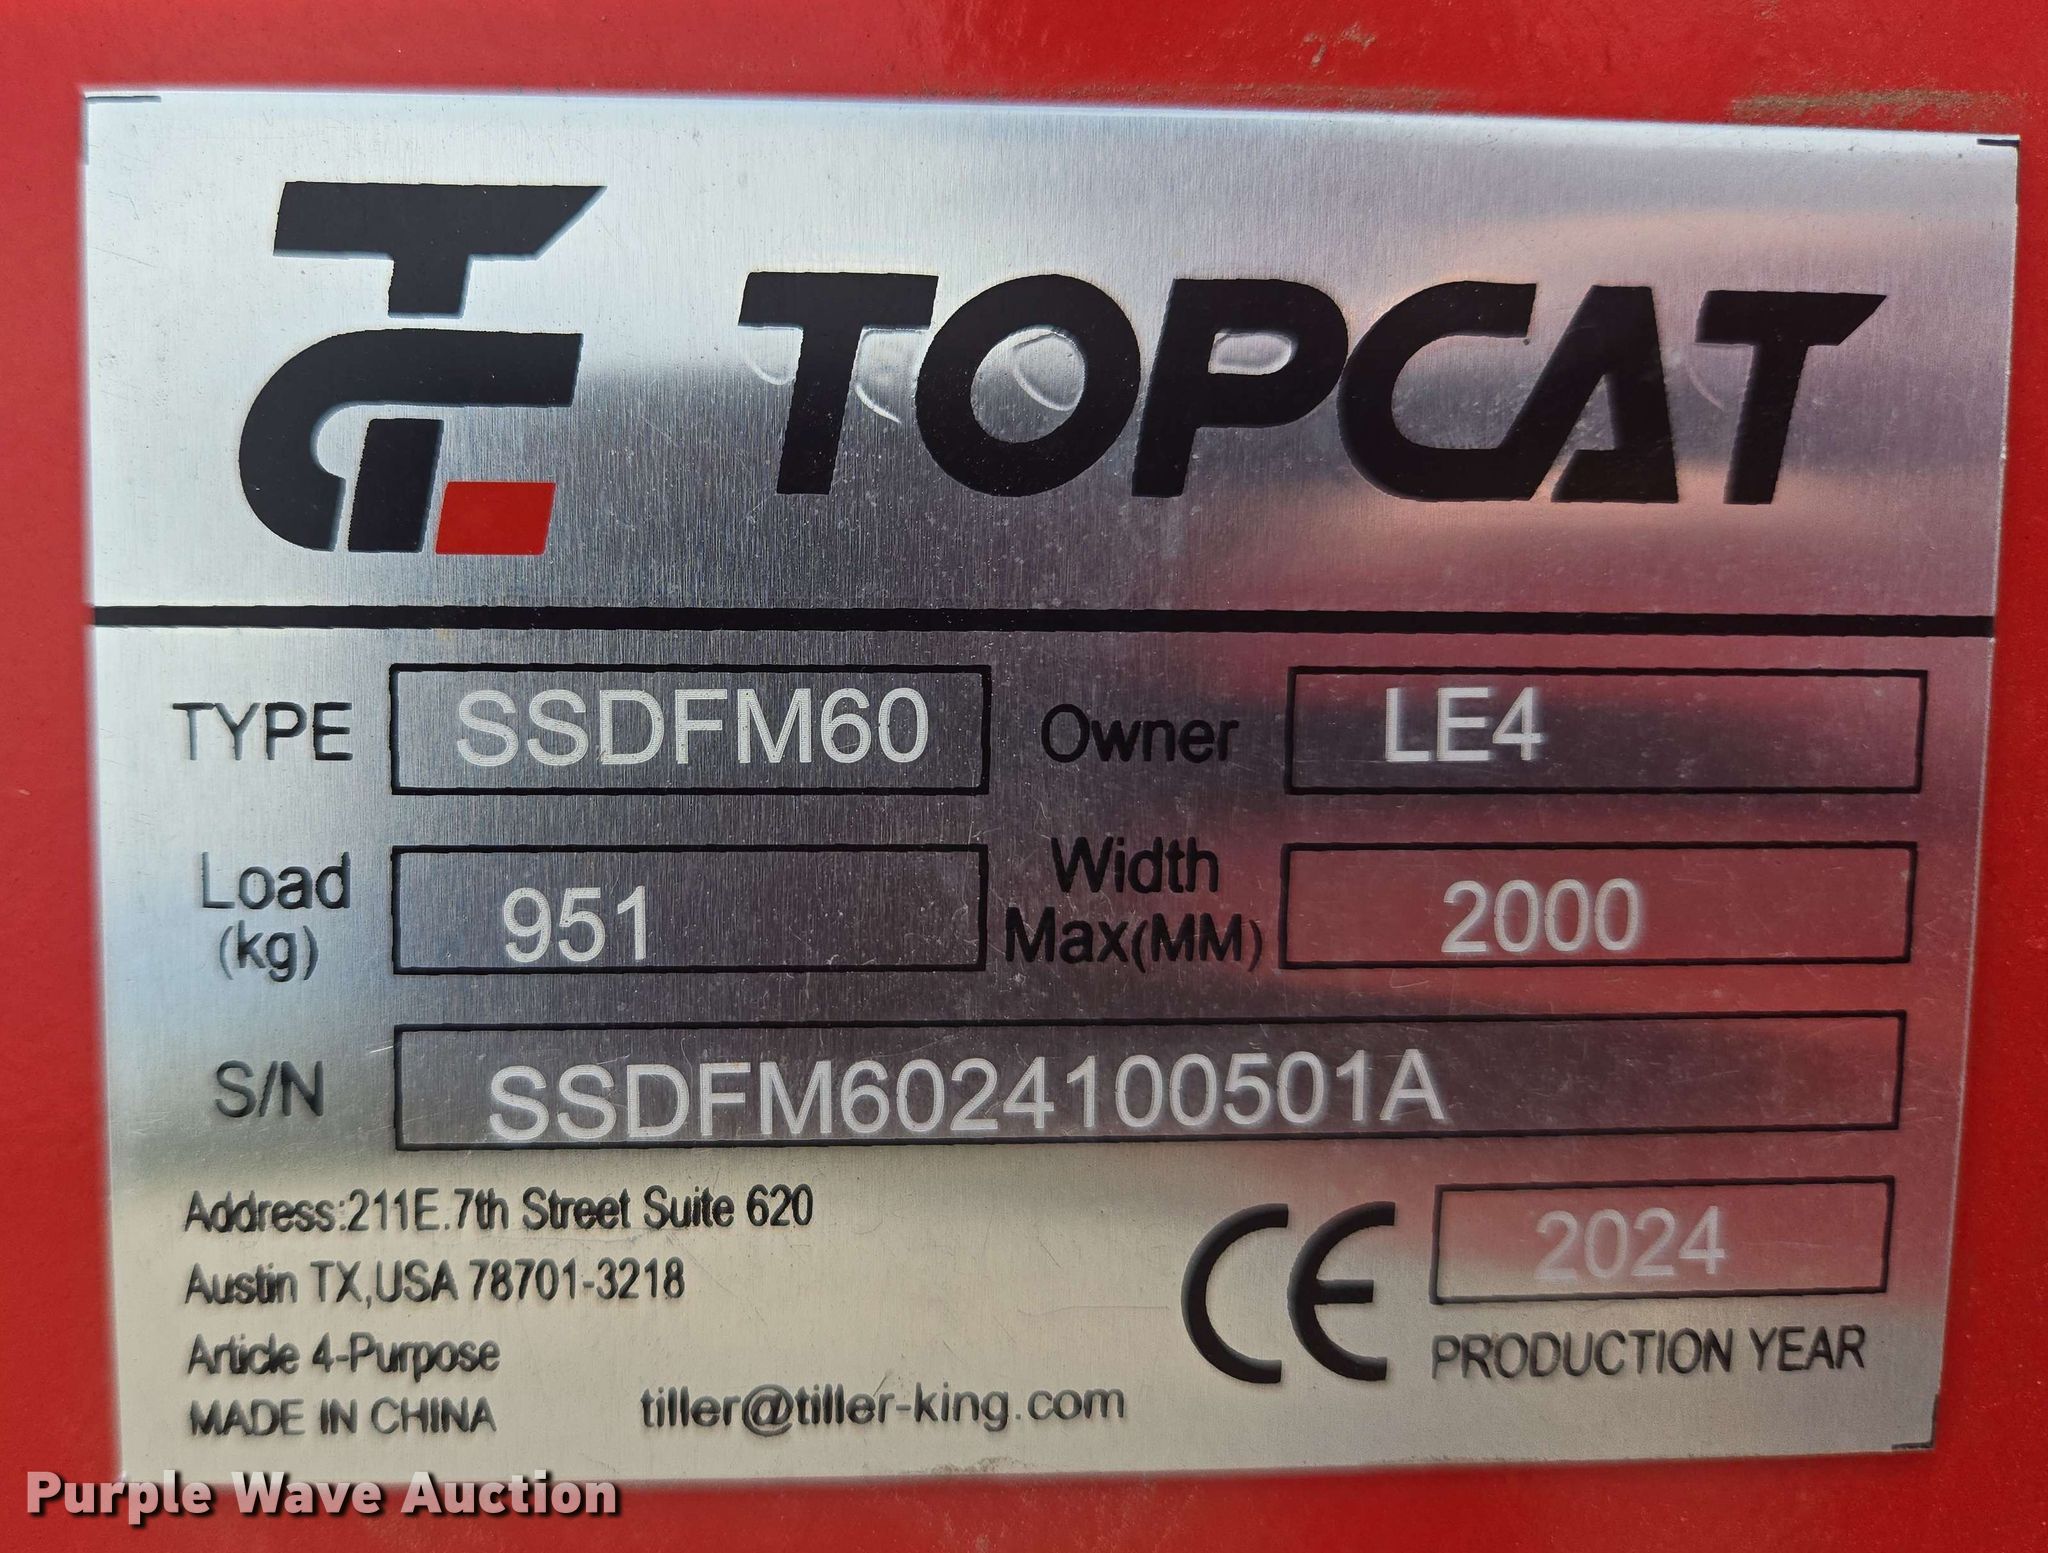 TOPCAT
TYPE SSDFM60 Owner LE4
Load (kg) 951 Width Max(MM) 2000
S/N SSDFM6024100501A
Address:211E.7th Street Suite 620
Austin TX,USA 78701-3218
Article 4-Purpose
MADE IN CHINA
tiller@tiller-king.com
CE 2024
PRODUCTION YEAR
Purple Wave Auction